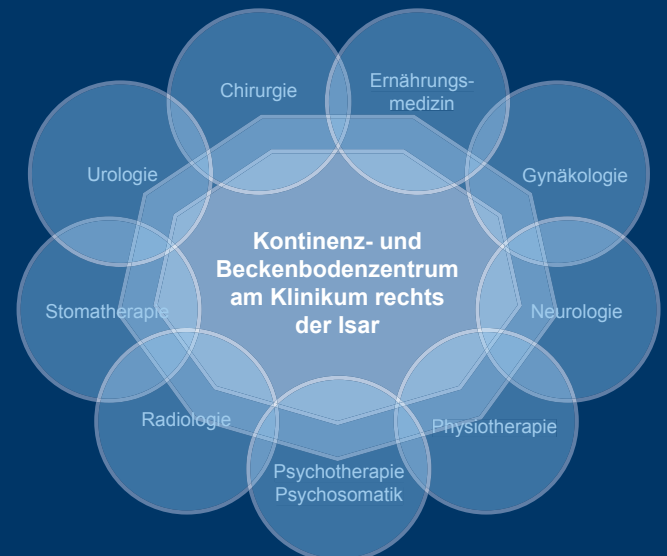 Chirurgie
Ernährungs-
medizin
Urologie
Gynäkologie
Kontinenz- und
Beckenbodenzentrum
am Klinikum rechts
der Isar
Stomatherapie
Neurologie
Radiologie
Physiotherapie
Psychotherapie
Psychosomatik